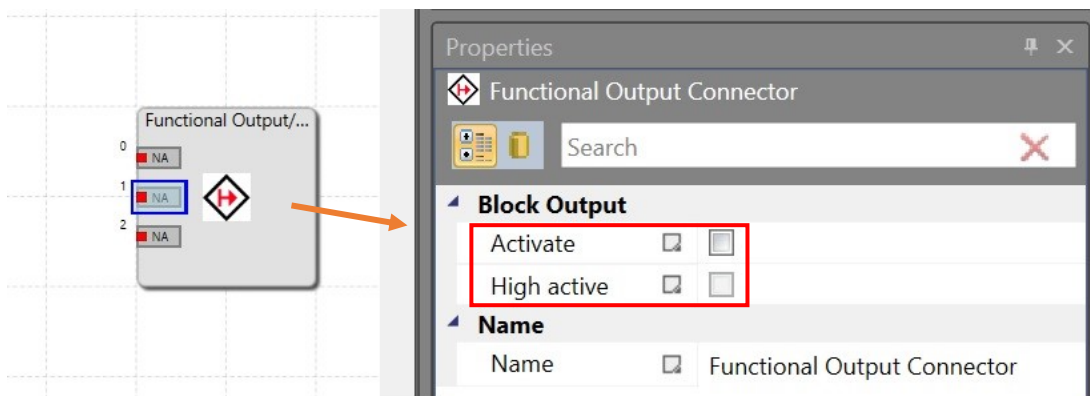 Functional Output/...
0
NA
1
NA
2
NA
Properties
Functional Output Connector
Search
Block Output
Activate
High active
Name
Name Functional Output Connector